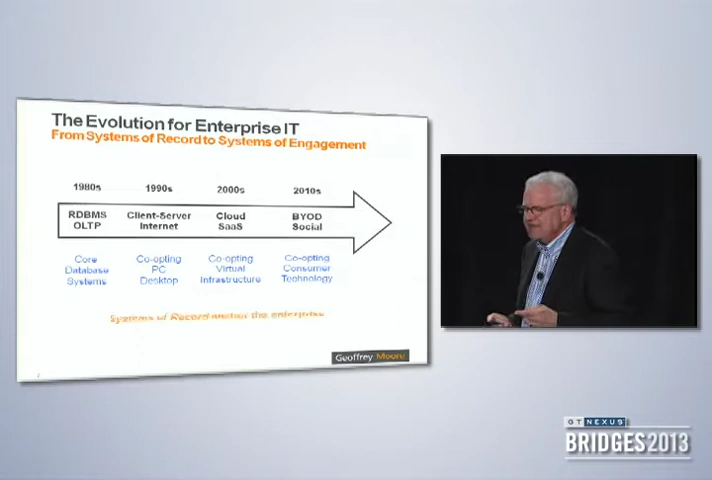 The Evolution for Enterprise IT
From Systems of Record to Systems of Engagement
1980s 1990s 2000s 2010s
RDBMS Client-Server Cloud BYOD
OLTP Internet SaaS Social
Core Co-opting Co-opting Co-opting
Database PC Virtual Consumer
Systems Desktop Infrastructure Technology
Systems of Record anchor the enterprise
Geoffrey Moore
GT NEXUS
BRIDGES2013